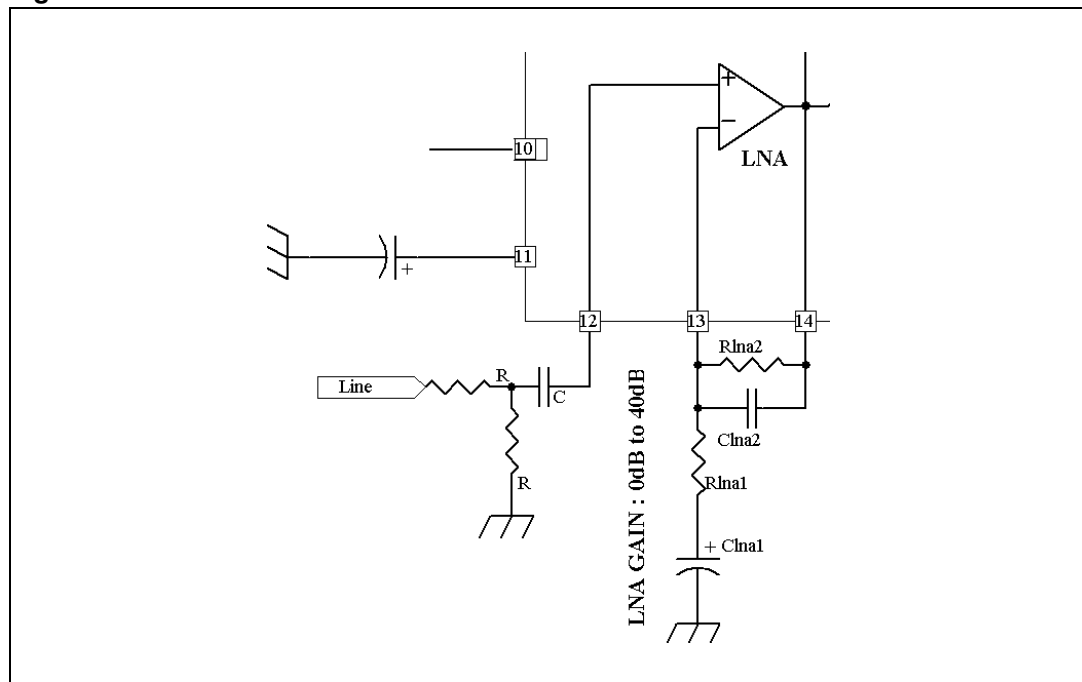 +
−
LNA
10
11
+
12
13
14
Rlna2
Line
R
C
Clna2
R
Rlna1
+ Clna1
LNA GAIN : 0dB to 40dB